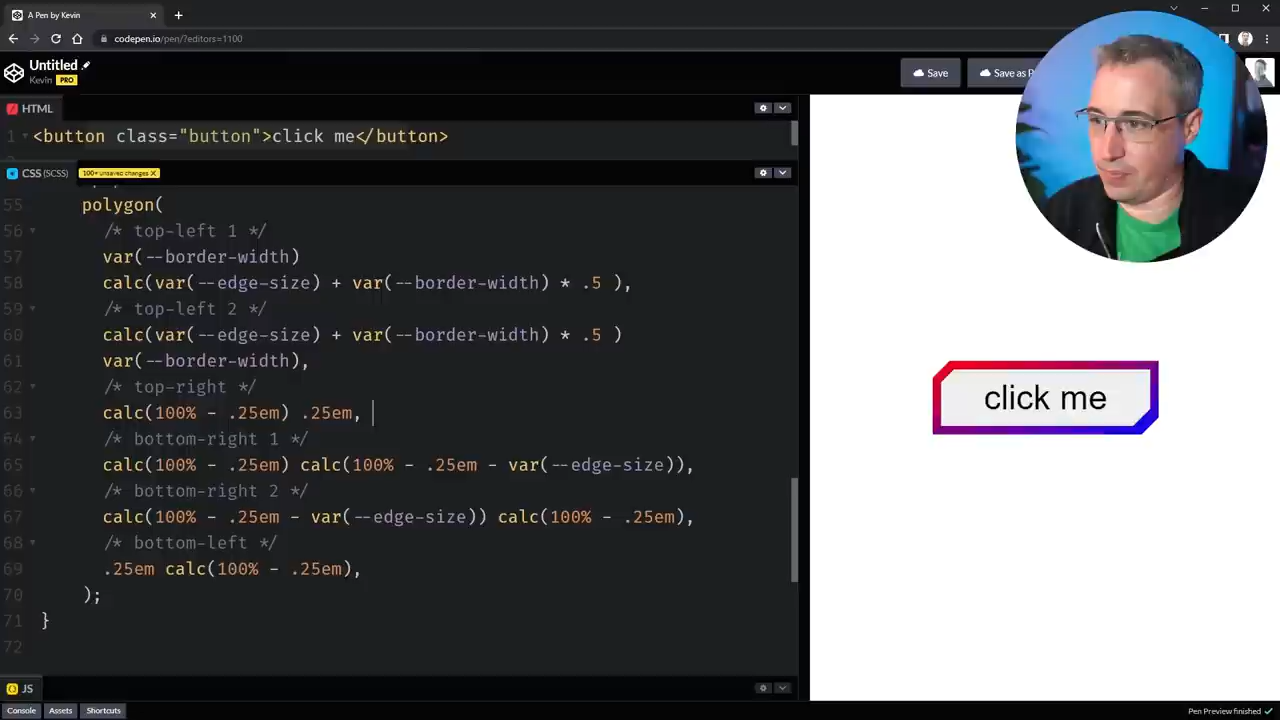 A Pen by Kevin
codepen.io/pen/?editors=1100
Untitled
Kevin PRO
Save
Save as P
HTML
1 <button class="button">click me</button>
CSS (SCSS) 100+ unsaved changes X
55 polygon(
56 /* top-left 1 */
57 var(--border-width)
58 calc(var(--edge-size) + var(--border-width) * .5 ),
59 /* top-left 2 */
60 calc(var(--edge-size) + var(--border-width) * .5 )
61 var(--border-width),
62 /* top-right */
63 calc(100% - .25em) .25em,
64 /* bottom-right 1 */
65 calc(100% - .25em) calc(100% - .25em - var(--edge-size)),
66 /* bottom-right 2 */
67 calc(100% - .25em - var(--edge-size)) calc(100% - .25em),
68 /* bottom-left */
69 .25em calc(100% - .25em),
70 );
71 }
72
click me
JS
Console Assets Shortcuts
Pen Preview finished